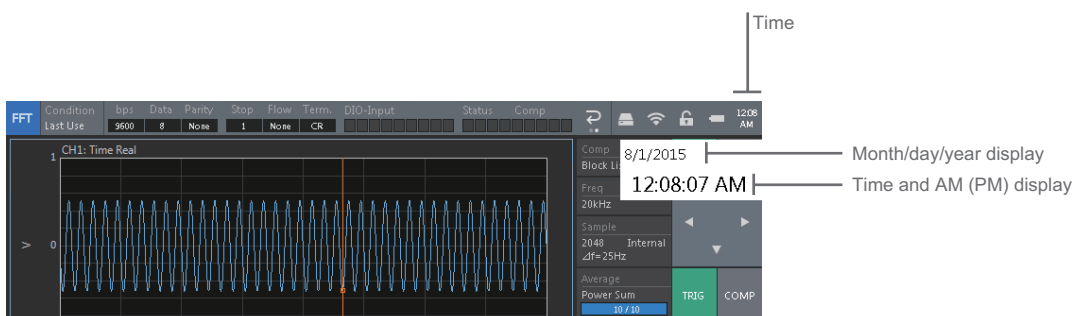 Time
FFT
Condition bps Data Parity Stop Flow Term. DIO-Input Status Comp
Last Use 9600 8 None 1 None CR
12:08
AM
CH1: Time Real
1
V 0
Comp
Block Li
8/1/2015
Month/day/year display
12:08:07 AM
Time and AM (PM) display
Freq
20kHz
Sample
2048 Internal
⊿f=25Hz
Average
Power Sum
10 / 10
TRIG COMP